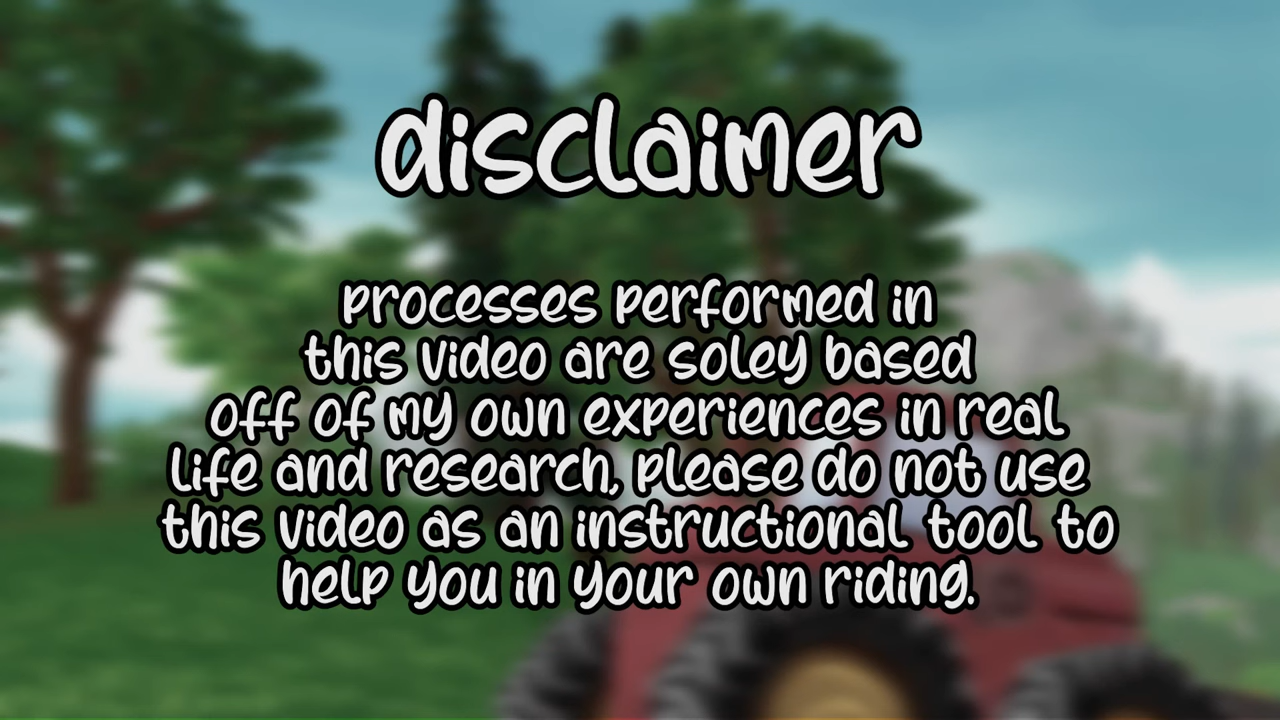 disclaimer
processes performed in
this video are soley based
off of my own experiences in real
life and research, please do not use
this video as an instructional tool to
help you in your own riding.